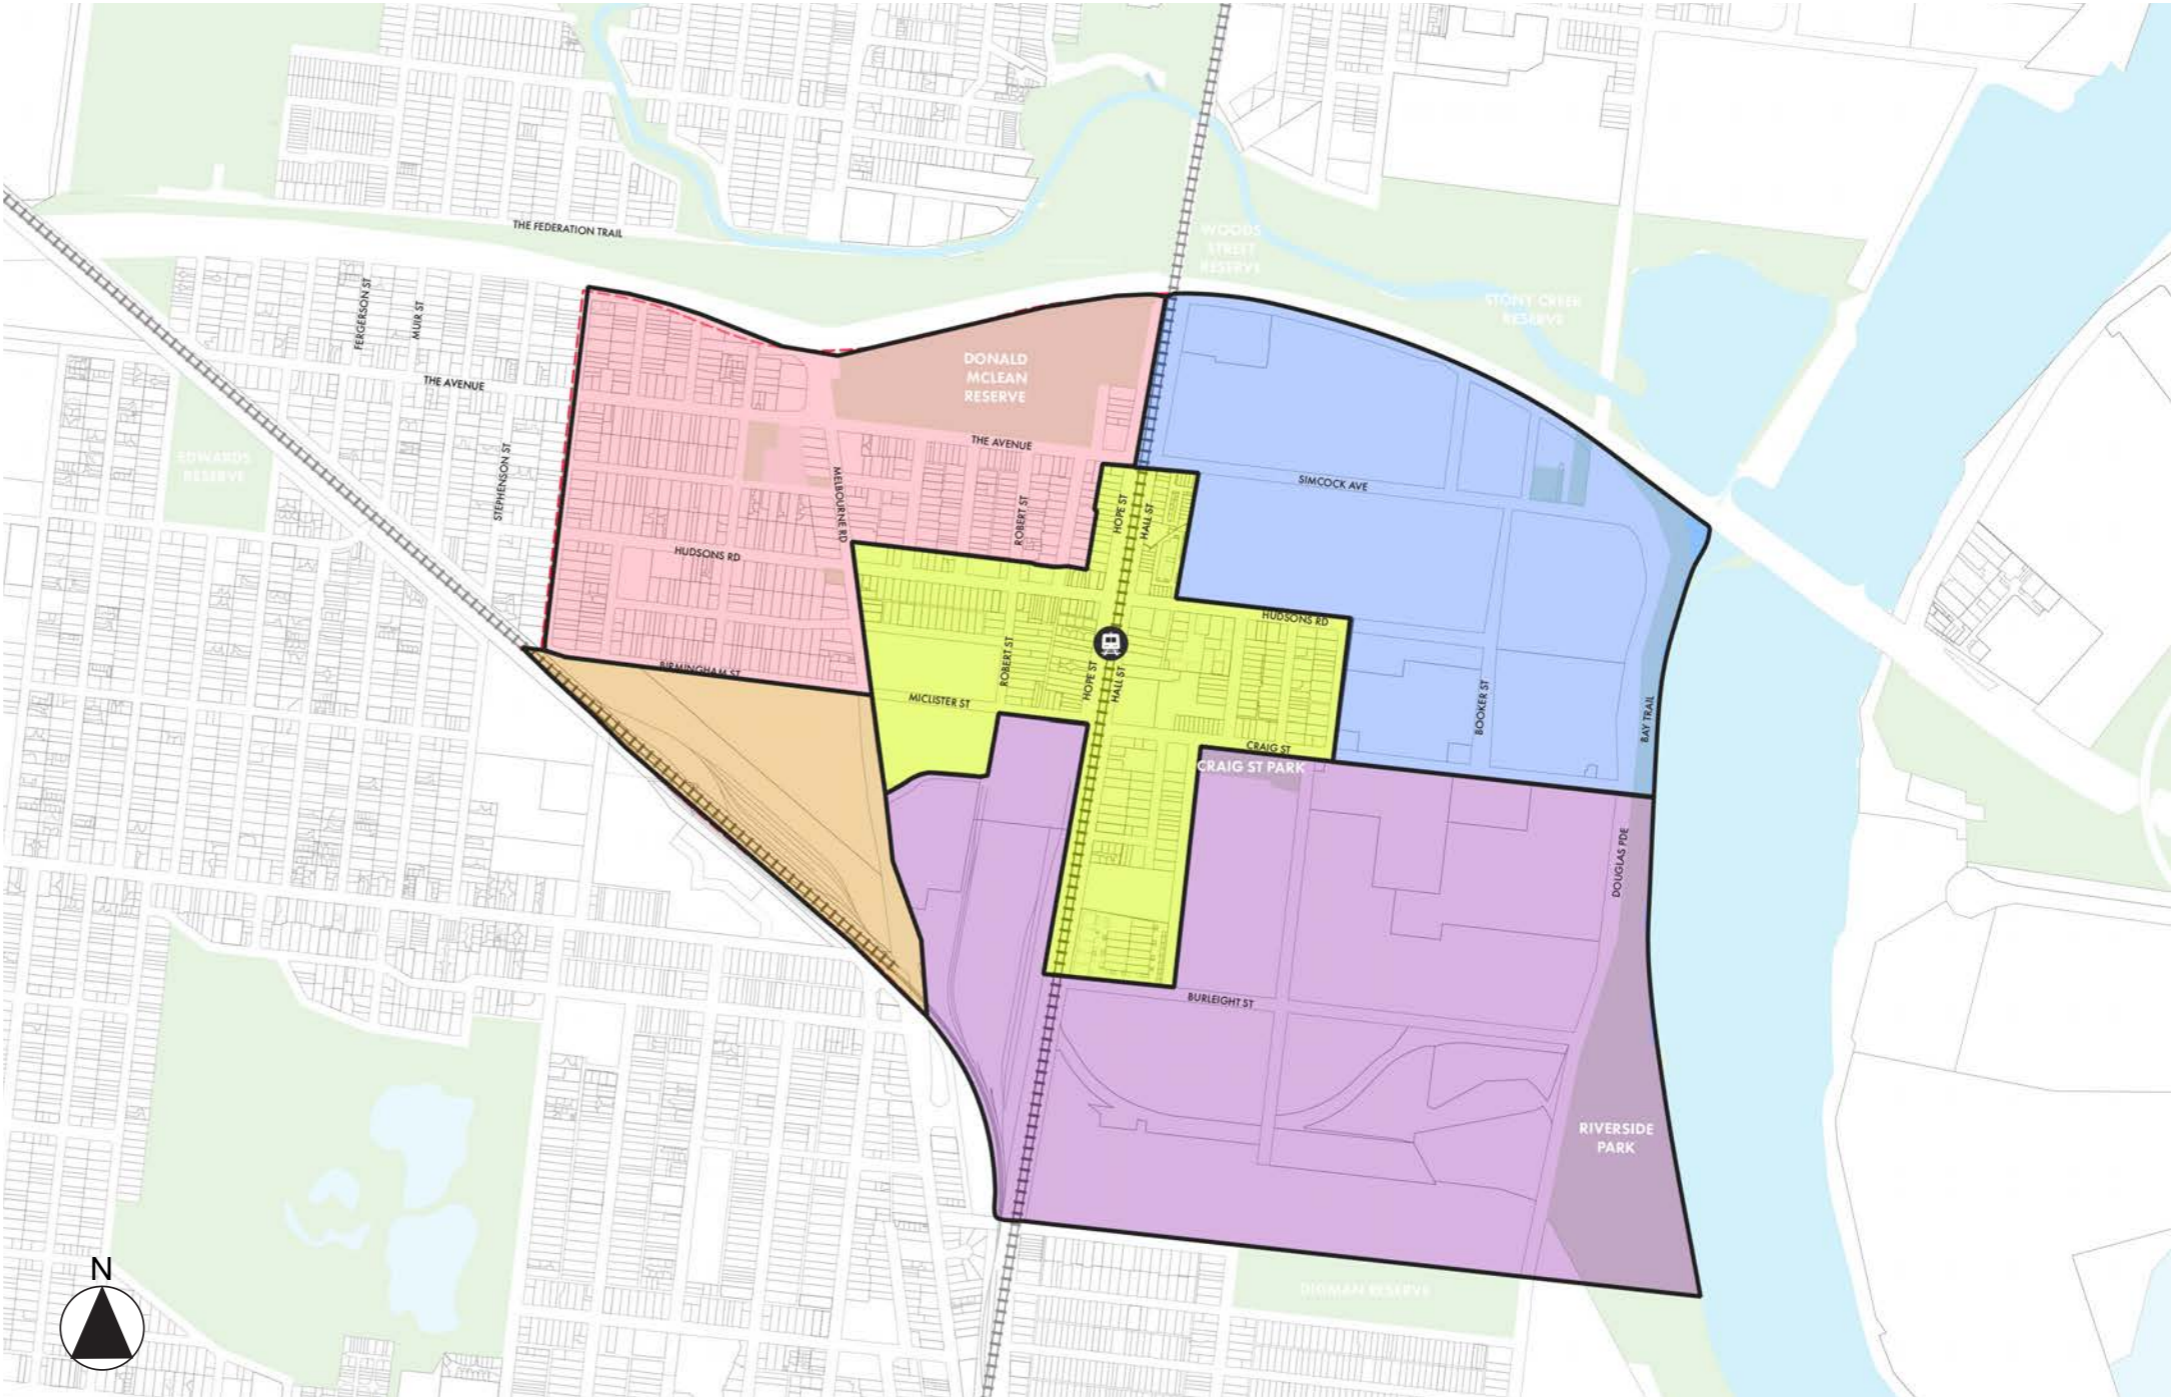 THE FEDERATION TRAIL
WOODS
STREET
RESERVE
FERGERSON ST
MUIR ST
STONY CREEK
RESERVE
DONALD
MCLEAN
RESERVE
THE AVENUE
THE AVENUE
EDWARDS
RESERVE
STEPHENSON ST
MELBOURNE RD
ROBERT ST
HOPE ST
HALL ST
SIMCOCK AVE
HUDSONS RD
HUDSONS RD
BIRMINGHAM ST
ROBERT ST
HOPE ST
HALL ST
MICLISTER ST
BOOKER ST
BAY TRAIL
CRAIG ST
CRAIG ST PARK
DOUGLAS PDE
BURLEIGHT ST
RIVERSIDE
PARK
DIGMAN RESERVE
N